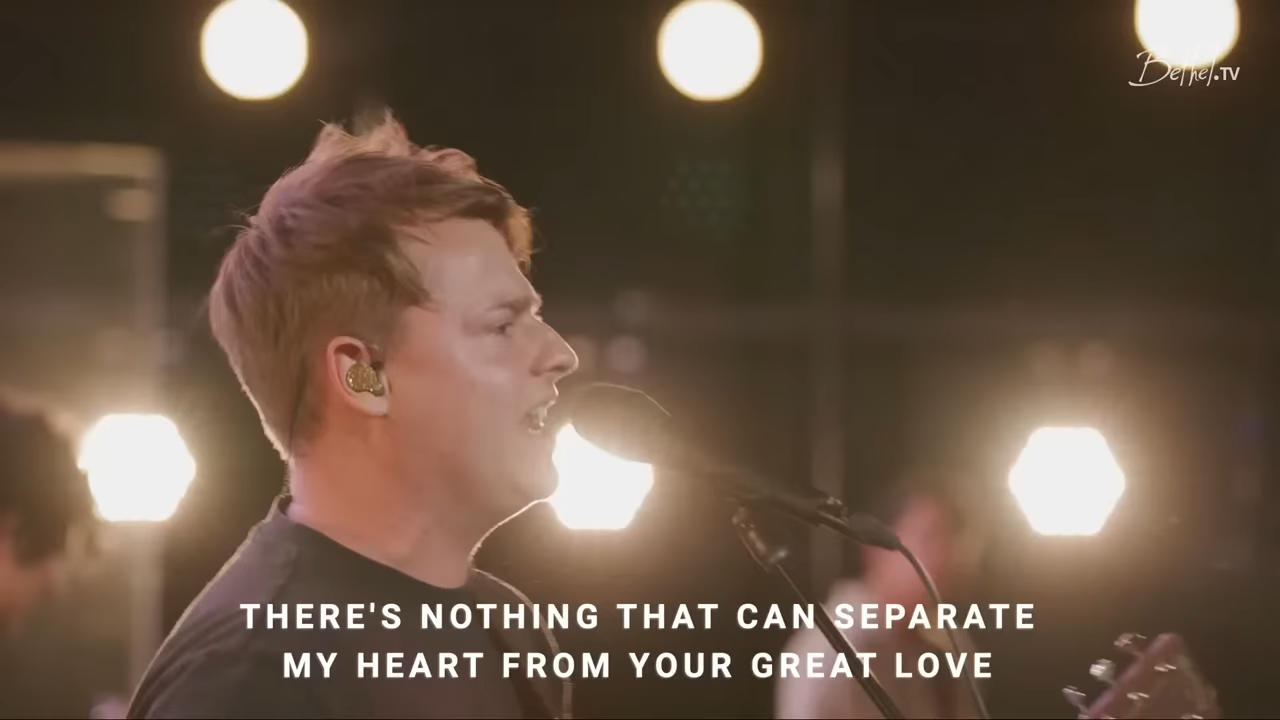 Bethel.TV
THERE'S NOTHING THAT CAN SEPARATE
MY HEART FROM YOUR GREAT LOVE